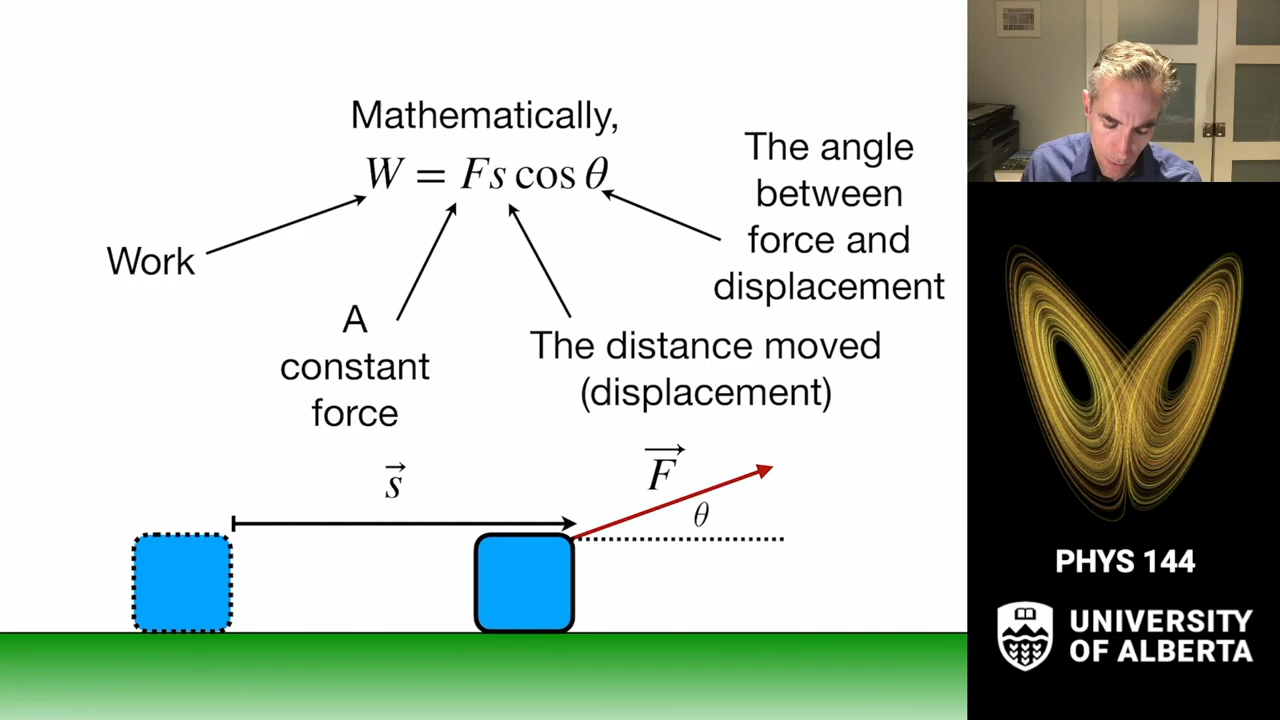 Mathematically,
W = Fs cos θ
Work
A
constant
force
The distance moved
(displacement)
The angle
between
force and
displacement
s⃗
F⃗
θ
PHYS 144
UNIVERSITY
OF ALBERTA